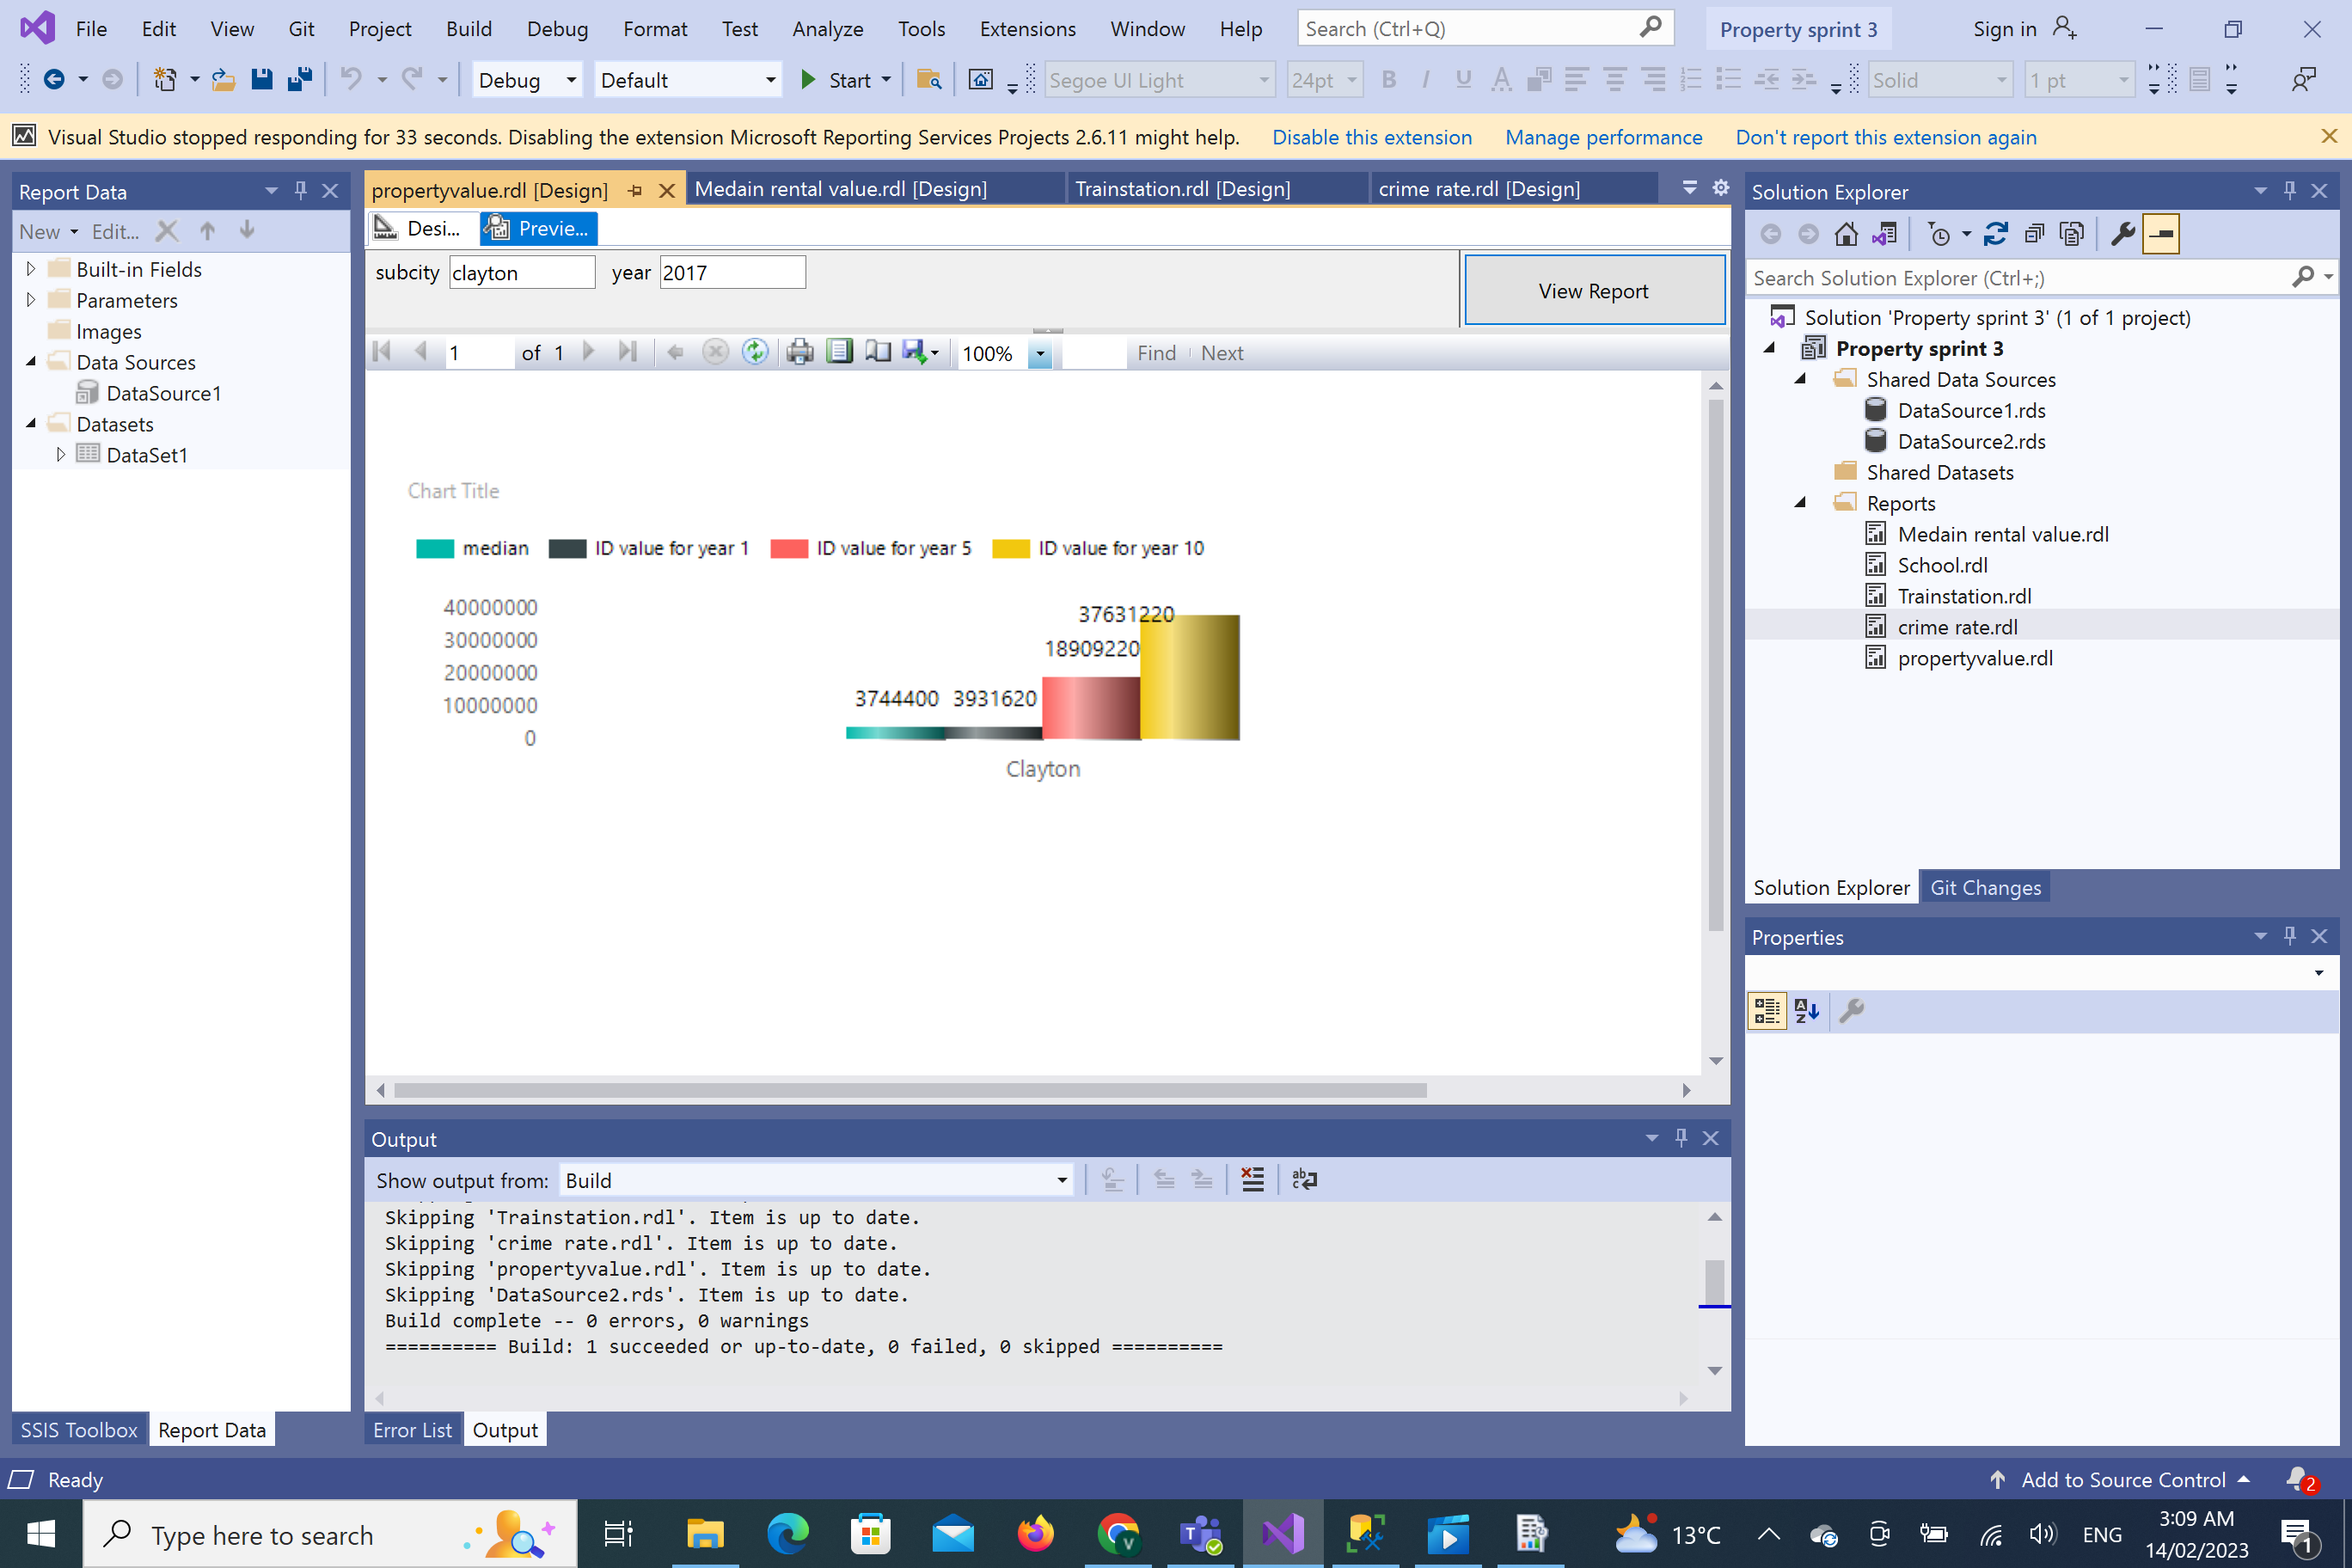 File Edit View Git Project Build Debug Format Test Analyze Tools Extensions Window Help Search (Ctrl+Q) Property sprint 3 Sign in
Debug Default Start Segoe UI Light 24pt B I U A Solid 1 pt
Visual Studio stopped responding for 33 seconds. Disabling the extension Microsoft Reporting Services Projects 2.6.11 might help. Disable this extension Manage performance Don't report this extension again
Report Data
New Edit...
Built-in Fields
Parameters
Images
Data Sources
DataSource1
Datasets
DataSet1
SSIS Toolbox Report Data
propertyvalue.rdl [Design] Medain rental value.rdl [Design] Trainstation.rdl [Design] crime rate.rdl [Design]
Desi... Previe...
subcity clayton year 2017 View Report
1 of 1 100% Find Next
Chart Title
median ID value for year 1 ID value for year 5 ID value for year 10
40000000
30000000
20000000
10000000
0
37631220
18909220
3744400 3931620
Clayton
Output
Show output from: Build
Skipping 'Trainstation.rdl'. Item is up to date.
Skipping 'crime rate.rdl'. Item is up to date.
Skipping 'propertyvalue.rdl'. Item is up to date.
Skipping 'DataSource2.rds'. Item is up to date.
Build complete -- 0 errors, 0 warnings
========== Build: 1 succeeded or up-to-date, 0 failed, 0 skipped ==========
Error List Output
Solution Explorer
Search Solution Explorer (Ctrl+;)
Solution 'Property sprint 3' (1 of 1 project)
Property sprint 3
Shared Data Sources
DataSource1.rds
DataSource2.rds
Shared Datasets
Reports
Medain rental value.rdl
School.rdl
Trainstation.rdl
crime rate.rdl
propertyvalue.rdl
Solution Explorer Git Changes
Properties
Ready Add to Source Control 2
Type here to search 13°C ENG 3:09 AM
14/02/2023 1